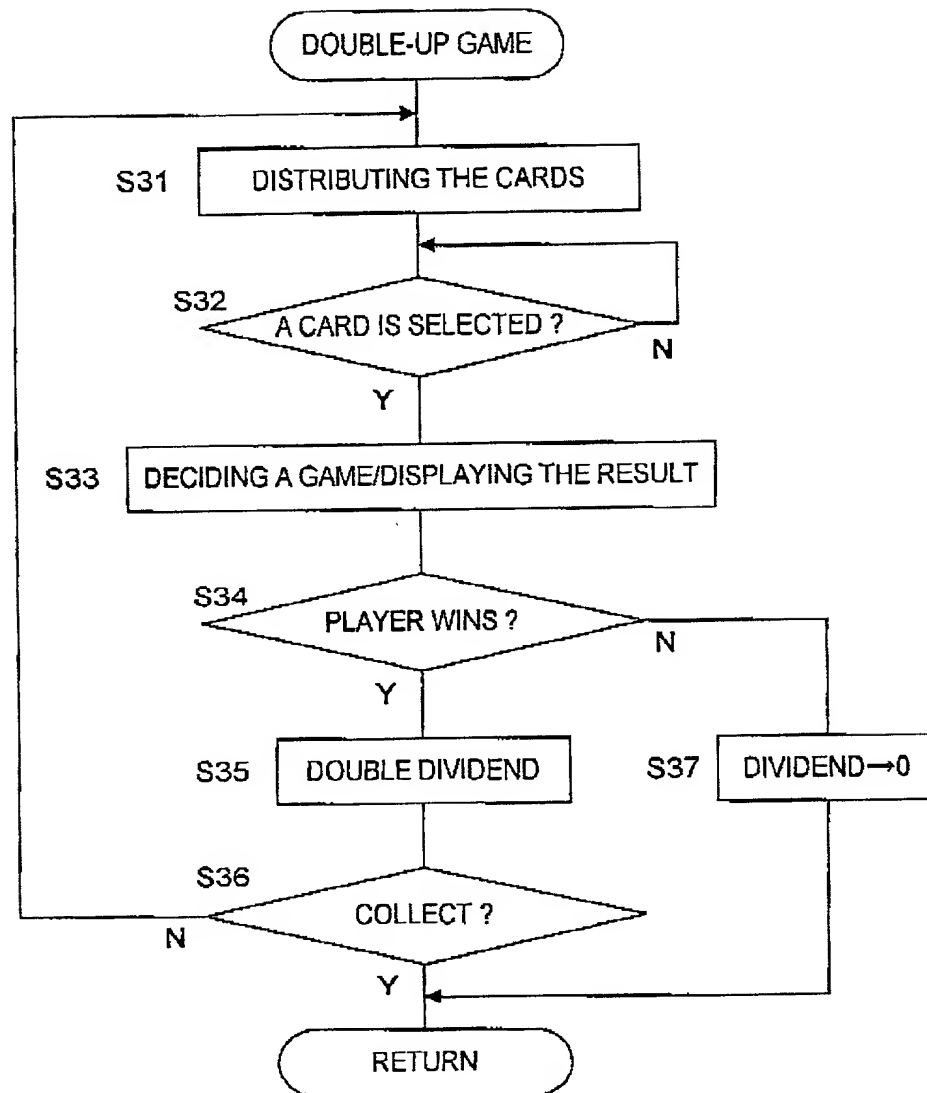 DOUBLE-UP GAME
S31
DISTRIBUTING THE CARDS
S32
A CARD IS SELECTED ?
N
Y
S33
DECIDING A GAME/DISPLAYING THE RESULT
S34
PLAYER WINS ?
N
Y
S35
DOUBLE DIVIDEND
S37
DIVIDEND→0
S36
COLLECT ?
N
Y
RETURN